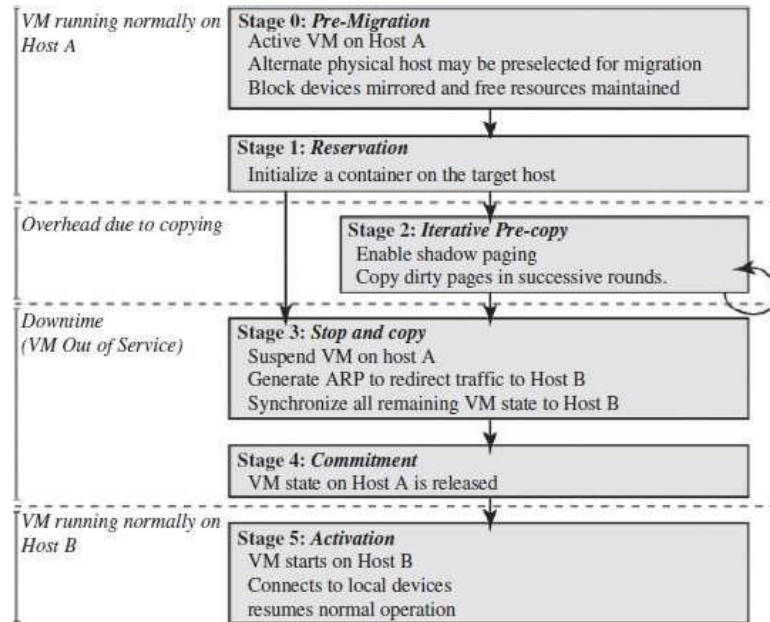 VM running normally on
Host A
Stage 0: Pre-Migration
Active VM on Host A
Alternate physical host may be preselected for migration
Block devices mirrored and free resources maintained
Stage 1: Reservation
Initialize a container on the target host
Overhead due to copying
Stage 2: Iterative Pre-copy
Enable shadow paging
Copy dirty pages in successive rounds.
Downtime
(VM Out of Service)
Stage 3: Stop and copy
Suspend VM on host A
Generate ARP to redirect traffic to Host B
Synchronize all remaining VM state to Host B
Stage 4: Commitment
VM state on Host A is released
VM running normally on
Host B
Stage 5: Activation
VM starts on Host B
Connects to local devices
resumes normal operation